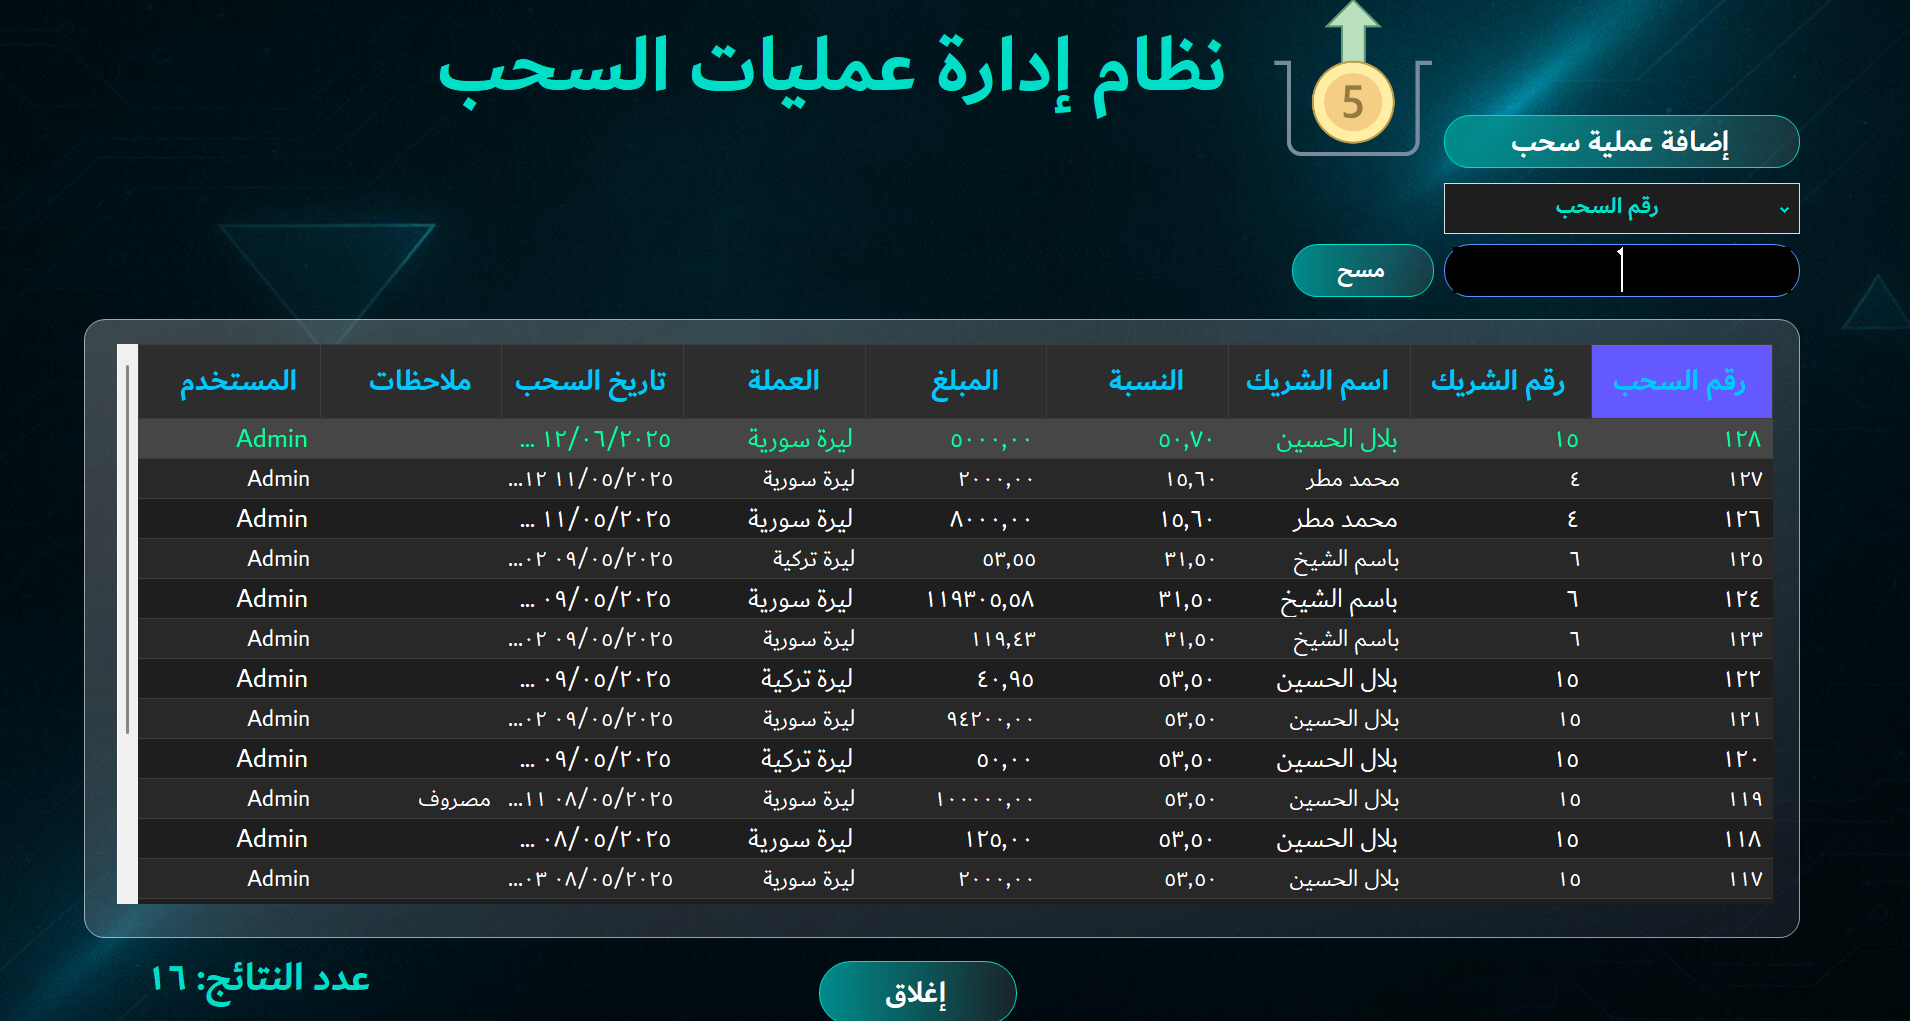 نظام إدارة عمليات السحب
5
إضافة عملية سحب
رقم السحب
مسح
رقم السحب رقم الشريك اسم الشريك النسبة المبلغ العملة تاريخ السحب ملاحظات المستخدم
١٢٨ ١٥ بلال الحسين ٥٠,٧٠ ٥٠٠٠,٠٠ ليرة سورية ١٢/٠٦/٢٠٢٥ ... Admin
١٢٧ ٤ محمد مطر ١٥,٦٠ ٢٠٠٠,٠٠ ليرة سورية ١١/٠٥/٢٠٢٥ ١٢... Admin
١٢٦ ٤ محمد مطر ١٥,٦٠ ٨٠٠٠,٠٠ ليرة سورية ١١/٠٥/٢٠٢٥ ... Admin
١٢٥ ٦ باسم الشيخ ٣١,٥٠ ٥٣,٥٥ ليرة تركية ٠٩/٠٥/٢٠٢٥ ٠٢... Admin
١٢٤ ٦ باسم الشيخ ٣١,٥٠ ١١٩٣٠٥,٥٨ ليرة سورية ٠٩/٠٥/٢٠٢٥ ... Admin
١٢٣ ٦ باسم الشيخ ٣١,٥٠ ١١٩,٤٣ ليرة سورية ٠٩/٠٥/٢٠٢٥ ٠٢... Admin
١٢٢ ١٥ بلال الحسين ٥٣,٥٠ ٤٠,٩٥ ليرة تركية ٠٩/٠٥/٢٠٢٥ ... Admin
١٢١ ١٥ بلال الحسين ٥٣,٥٠ ٩٤٢٠٠,٠٠ ليرة سورية ٠٩/٠٥/٢٠٢٥ ٠٢... Admin
١٢٠ ١٥ بلال الحسين ٥٣,٥٠ ٥٠,٠٠ ليرة تركية ٠٩/٠٥/٢٠٢٥ ... Admin
١١٩ ١٥ بلال الحسين ٥٣,٥٠ ١٠٠٠٠٠,٠٠ ليرة سورية ٠٨/٠٥/٢٠٢٥ ١١... مصروف Admin
١١٨ ١٥ بلال الحسين ٥٣,٥٠ ١٢٥,٠٠ ليرة سورية ٠٨/٠٥/٢٠٢٥ ... Admin
١١٧ ١٥ بلال الحسين ٥٣,٥٠ ٢٠٠٠,٠٠ ليرة سورية ٠٨/٠٥/٢٠٢٥ ٠٣... Admin
عدد النتائج: ١٦
إغلاق